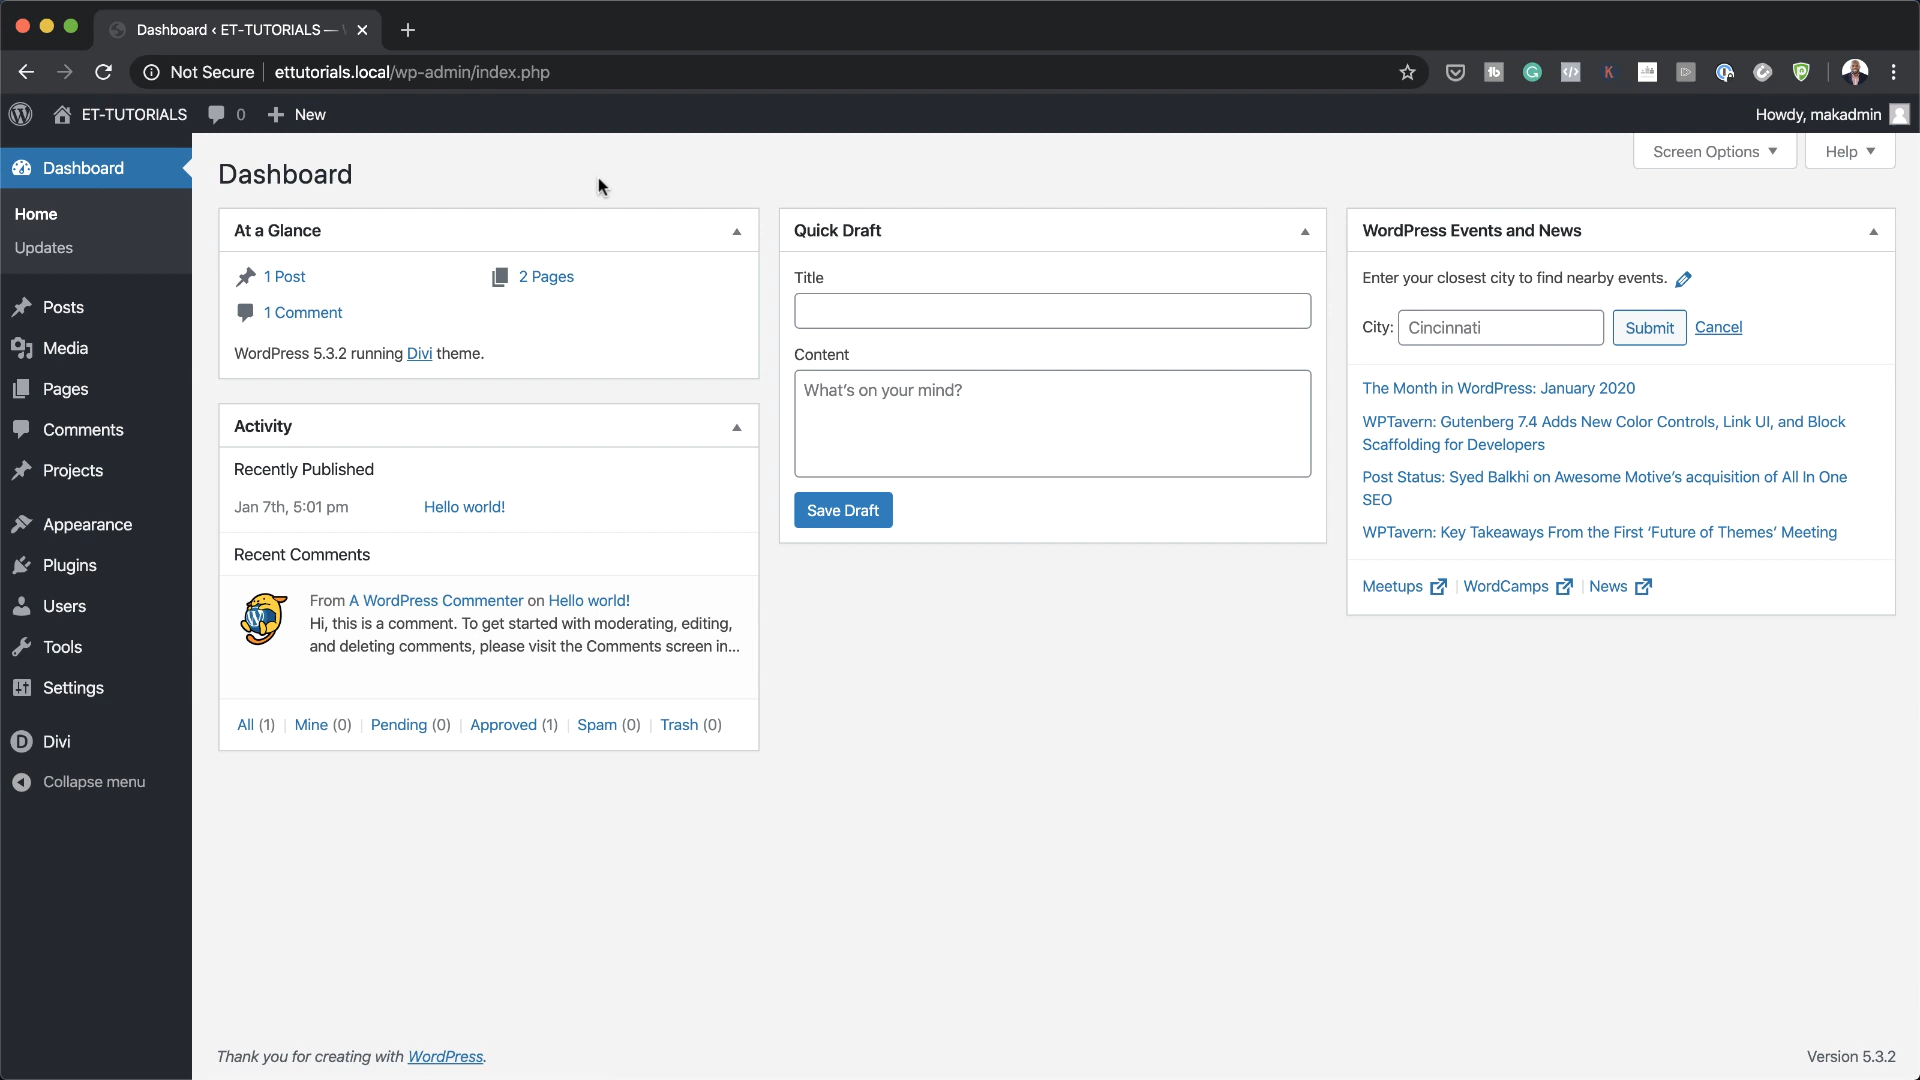 Dashboard ‹ ET-TUTORIALS —
Not Secure
ettutorials.local/wp-admin/index.php
ET-TUTORIALS
0
New
Howdy, makadmin
Dashboard
Home
Updates
Posts
Media
Pages
Comments
Projects
Appearance
Plugins
Users
Tools
Settings
Divi
Collapse menu
Screen Options
Help
Dashboard
At a Glance
1 Post
2 Pages
1 Comment
WordPress 5.3.2 running Divi theme.
Activity
Recently Published
Jan 7th, 5:01 pm
Hello world!
Recent Comments
From A WordPress Commenter on Hello world!
Hi, this is a comment. To get started with moderating, editing,
and deleting comments, please visit the Comments screen in...
All (1) | Mine (0) | Pending (0) | Approved (1) | Spam (0) | Trash (0)
Quick Draft
Title
Content
What's on your mind?
Save Draft
WordPress Events and News
Enter your closest city to find nearby events.
City:
Cincinnati
Submit
Cancel
The Month in WordPress: January 2020
WPTavern: Gutenberg 7.4 Adds New Color Controls, Link UI, and Block
Scaffolding for Developers
Post Status: Syed Balkhi on Awesome Motive's acquisition of All In One
SEO
WPTavern: Key Takeaways From the First 'Future of Themes' Meeting
Meetups | WordCamps | News
Thank you for creating with WordPress.
Version 5.3.2